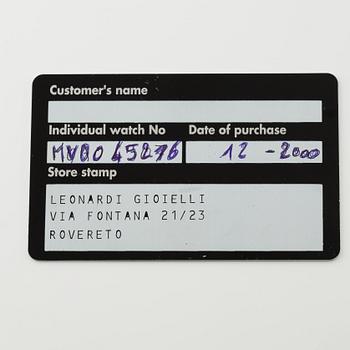 Customer's name
Individual watch No Date of purchase
MV80 45276 12 - 2000
Store stamp
LEONARDI GIOIELLI
VIA FONTANA 21/23
ROVERETO